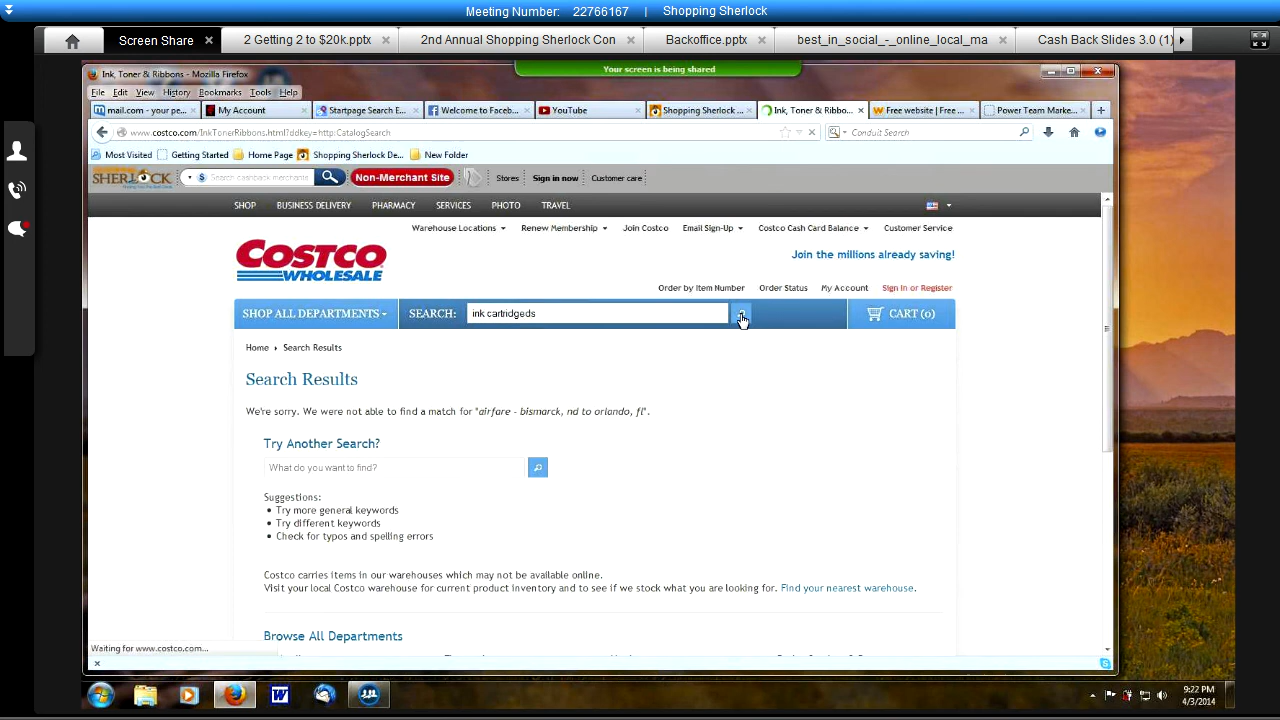 Meeting Number: 22766167 | Shopping Sherlock
Screen Share
2 Getting 2 to $20k.pptx
2nd Annual Shopping Sherlock Con
Backoffice.pptx
best_in_social_-_online_local_ma
Cash Back Slides 3.0 (1)
Ink, Toner & Ribbons - Mozilla Firefox
Your screen is being shared
File Edit View History Bookmarks Tools Help
mail.com - your pe...
My Account
Startpage Search E...
Welcome to Faceb...
YouTube
Shopping Sherlock ...
Ink, Toner & Ribbo...
Free website | Free ...
Power Team Marke...
www.costco.com/InkTonerRibbons.html?ddkey=http:CatalogSearch
Conduit Search
Most Visited
Getting Started
Home Page
Shopping Sherlock De...
New Folder
SHERLOCK
$ Search cashback merchants
Non-Merchant Site
Stores
Sign in now
Customer care
SHOP BUSINESS DELIVERY PHARMACY SERVICES PHOTO TRAVEL
Warehouse Locations Renew Membership Join Costco Email Sign-Up Costco Cash Card Balance Customer Service
COSTCO
WHOLESALE
Join the millions already saving!
Order by Item Number Order Status My Account Sign In or Register
SHOP ALL DEPARTMENTS
SEARCH:
ink cartridgeds
CART (0)
Home Search Results
Search Results
We're sorry. We were not able to find a match for "airfare - bismarck, nd to orlando, fl".
Try Another Search?
What do you want to find?
Suggestions:
• Try more general keywords
• Try different keywords
• Check for typos and spelling errors
Costco carries items in our warehouses which may not be available online.
Visit your local Costco warehouse for current product inventory and to see if we stock what you are looking for. Find your nearest warehouse.
Browse All Departments
Waiting for www.costco.com...
9:22 PM
4/3/2014